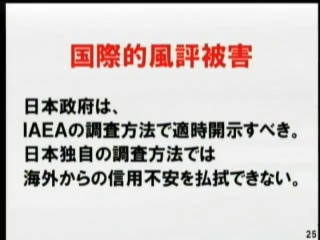 国際的風評被害
日本政府は、
IAEAの調査方法で適時開示すべき。
日本独自の調査方法では
海外からの信用不安を払拭できない。
25